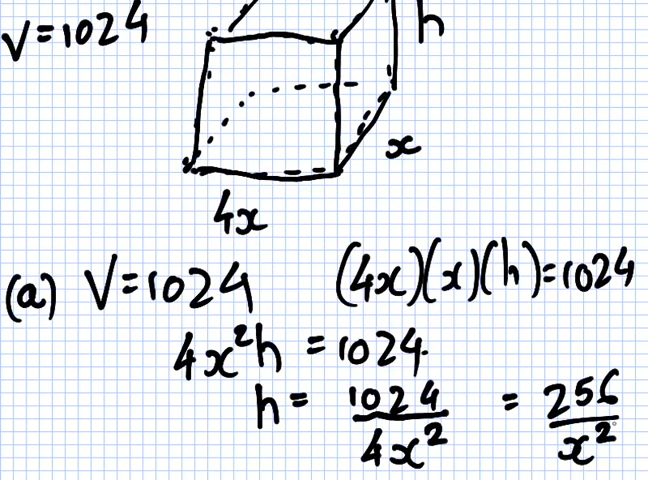 V=1024
h
x
4x
(a) V=1024 (4x)(x)(h)=1024
4x²h = 1024
h = 1024/4x² = 256/x²